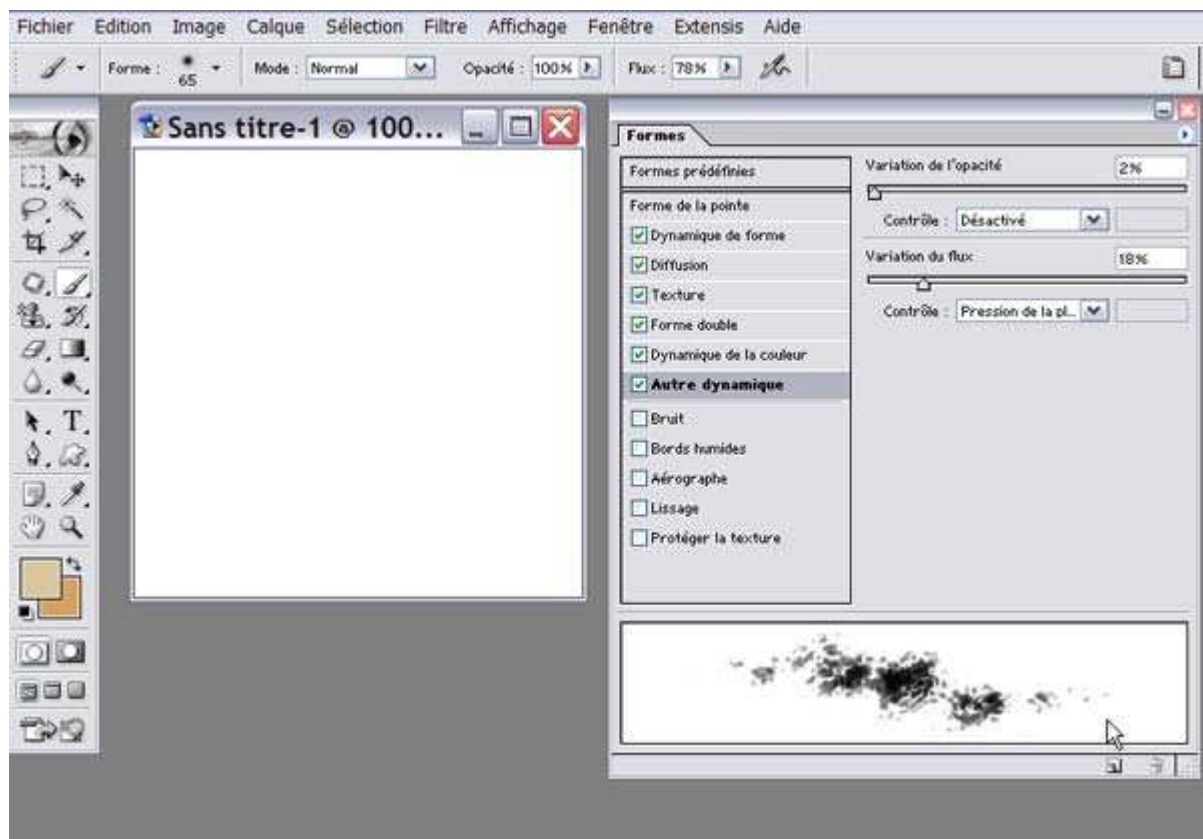 Fichier Edition Image Calque Sélection Filtre Affichage Fenêtre Extensis Aide
Forme : 65 Mode : Normal Opacité : 100% Flux : 78%
Sans titre-1 @ 100...
Formes
Formes prédéfinies
Forme de la pointe
Dynamique de forme
Diffusion
Texture
Forme double
Dynamique de la couleur
Autre dynamique
Bruit
Bords humides
Aérographe
Lissage
Protéger la texture
Variation de l'opacité 2%
Contrôle : Désactivé
Variation du flux 18%
Contrôle : Pression de la pl...
T